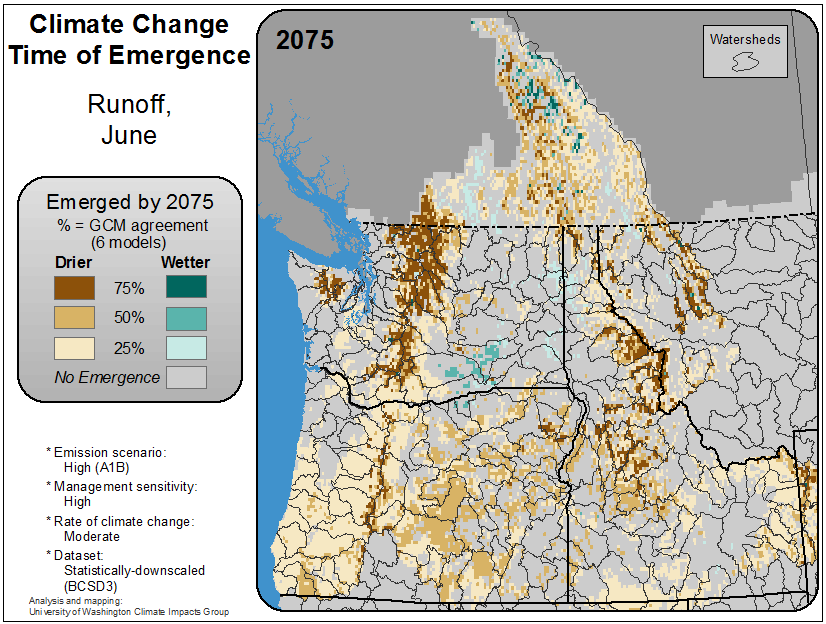 Climate Change
Time of Emergence
Runoff,
June
Emerged by 2075
% = GCM agreement
(6 models)
Drier Wetter
75%
50%
25%
No Emergence
* Emission scenario:
High (A1B)
* Management sensitivity:
High
* Rate of climate change:
Moderate
* Dataset:
Statistically-downscaled
(BCSD3)
Analysis and mapping:
University of Washington Climate Impacts Group
2075
Watersheds